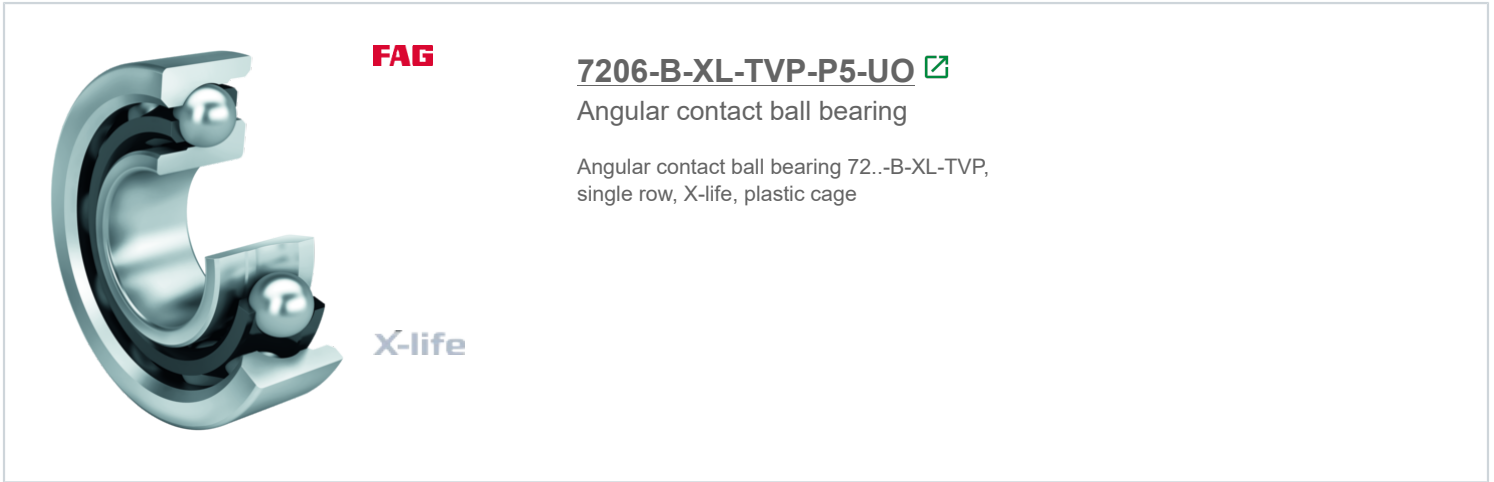 FAG
7206-B-XL-TVP-P5-UO
Angular contact ball bearing
Angular contact ball bearing 72..-B-XL-TVP,
single row, X-life, plastic cage
X-life